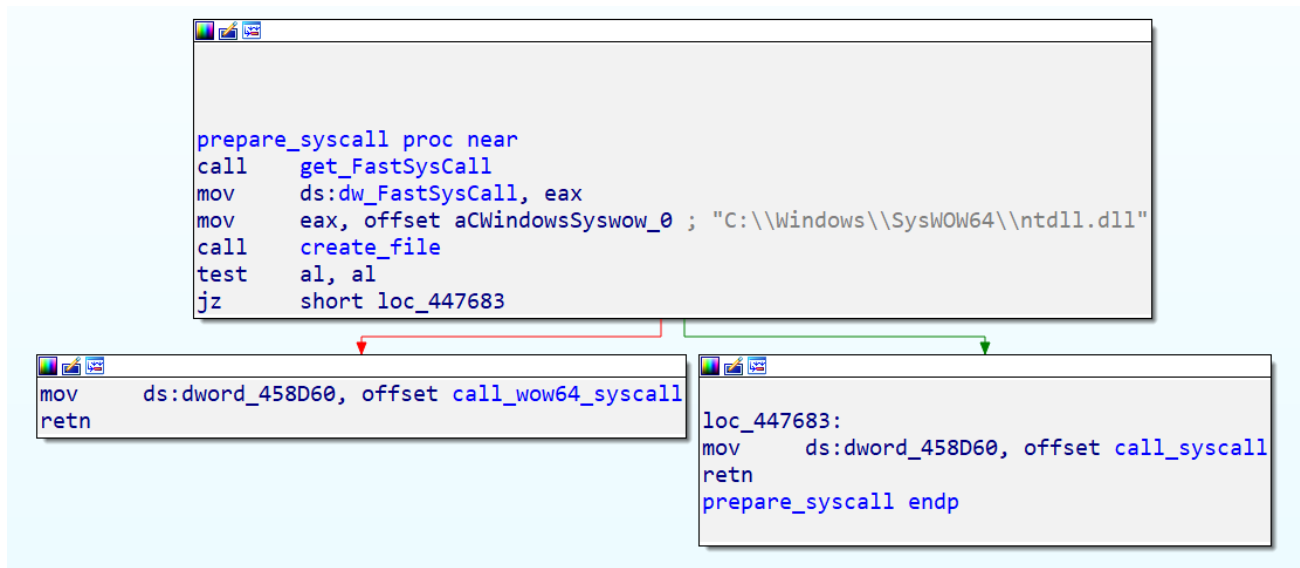 prepare_syscall proc near
call    get_FastSysCall
mov     ds:dw_FastSysCall, eax
mov     eax, offset aCWindowsSyswow_0 ; "C:\\Windows\\SysWOW64\\ntdll.dll"
call    create_file
test    al, al
jz      short loc_447683
mov     ds:dword_458D60, offset call_wow64_syscall
retn
loc_447683:
mov     ds:dword_458D60, offset call_syscall
retn
prepare_syscall endp